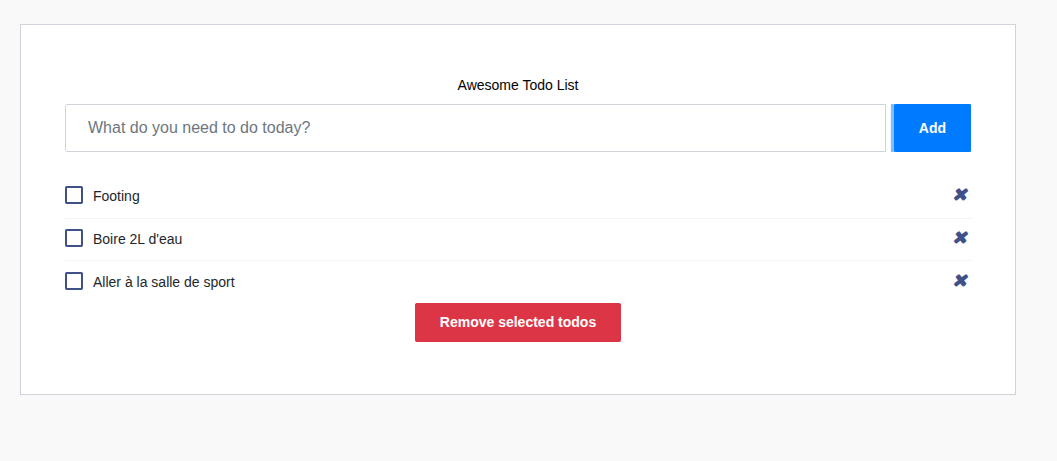 Awesome Todo List
What do you need to do today?
Add
Footing
Boire 2L d'eau
Aller à la salle de sport
Remove selected todos